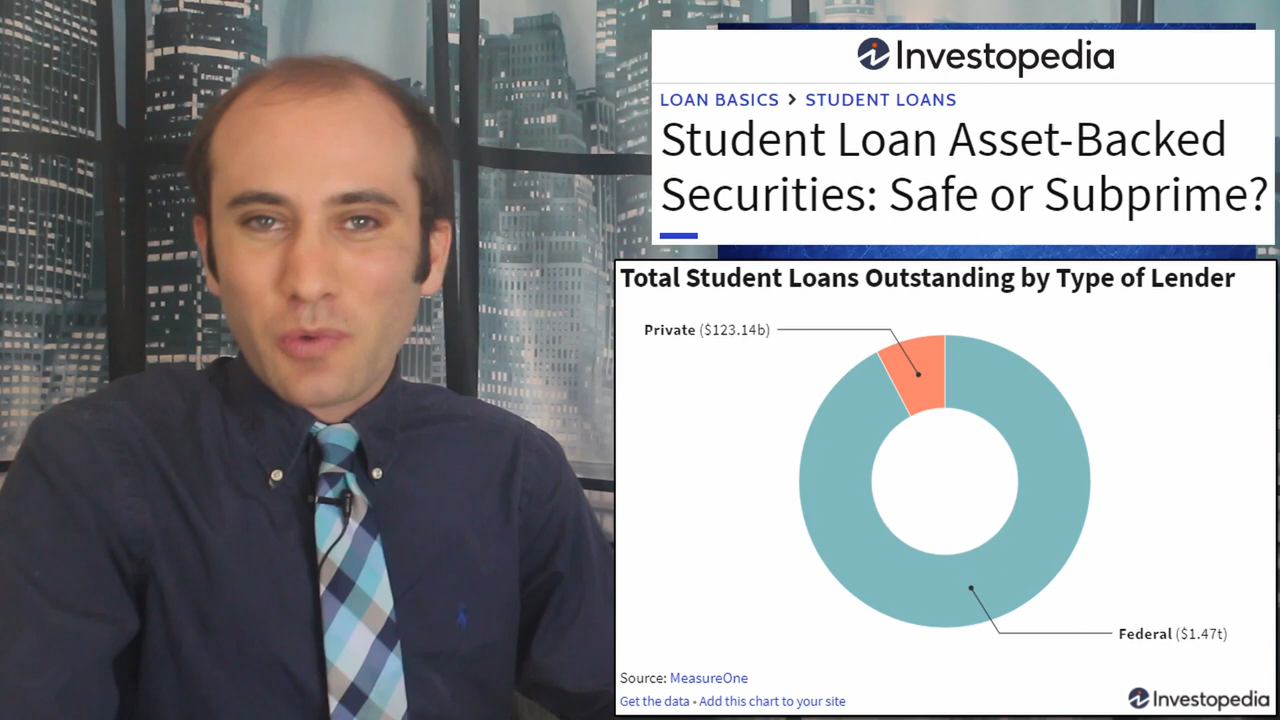 Investopedia
LOAN BASICS > STUDENT LOANS
Student Loan Asset-Backed
Securities: Safe or Subprime?
Total Student Loans Outstanding by Type of Lender
Private ($123.14b)
Federal ($1.47t)
Source: MeasureOne
Get the data • Add this chart to your site
Investopedia